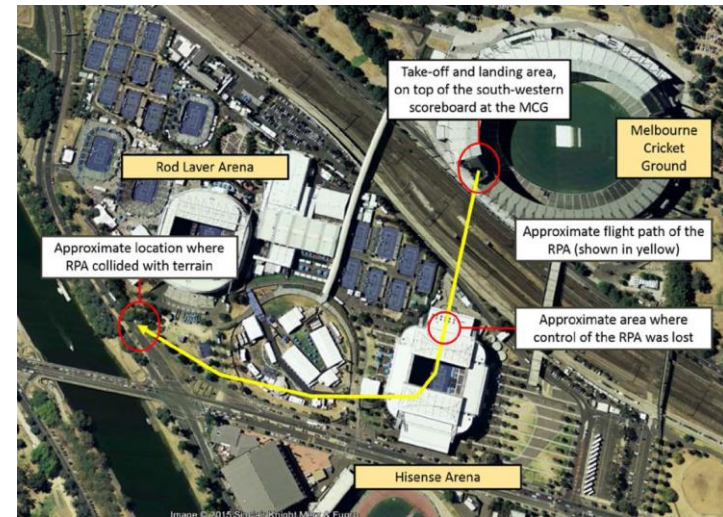 Take-off and landing area,
on top of the south-western
scoreboard at the MCG
Melbourne
Cricket
Ground
Rod Laver Arena
Approximate flight path of the
RPA (shown in yellow)
Approximate location where
RPA collided with terrain
Approximate area where
control of the RPA was lost
Hisense Arena
Image © 2015 Sinclair Knight Merz & Fugro